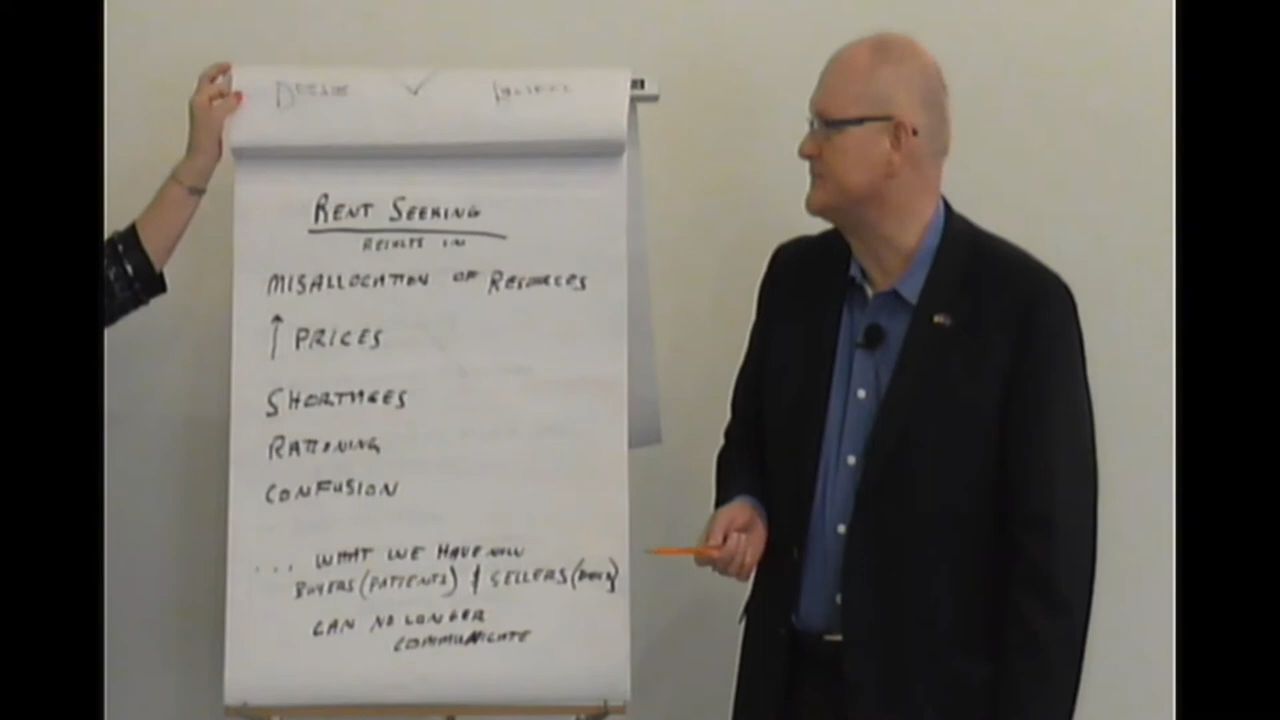 RENT SEEKING
RESULTS IN
MISALLOCATION OF RESOURCES
↑ PRICES
SHORTAGES
RATIONING
CONFUSION
... WHAT WE HAVE NOW
BUYERS (PATIENTS) & SELLERS (DOCS)
CAN NO LONGER
COMMUNICATE